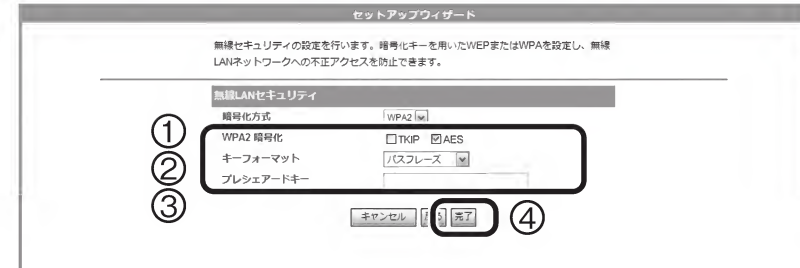 セットアップウィザード
無線セキュリティの設定を行います。暗号化キーを用いたWEPまたはWPAを設定し、無線
LANネットワークへの不正アクセスを防止できます。
無線LANセキュリティ
暗号化方式 WPA2
① WPA2 暗号化 TKIP AES
② キーフォーマット パスフレーズ
③ プレシェアードキー
キャンセル 完了 ④